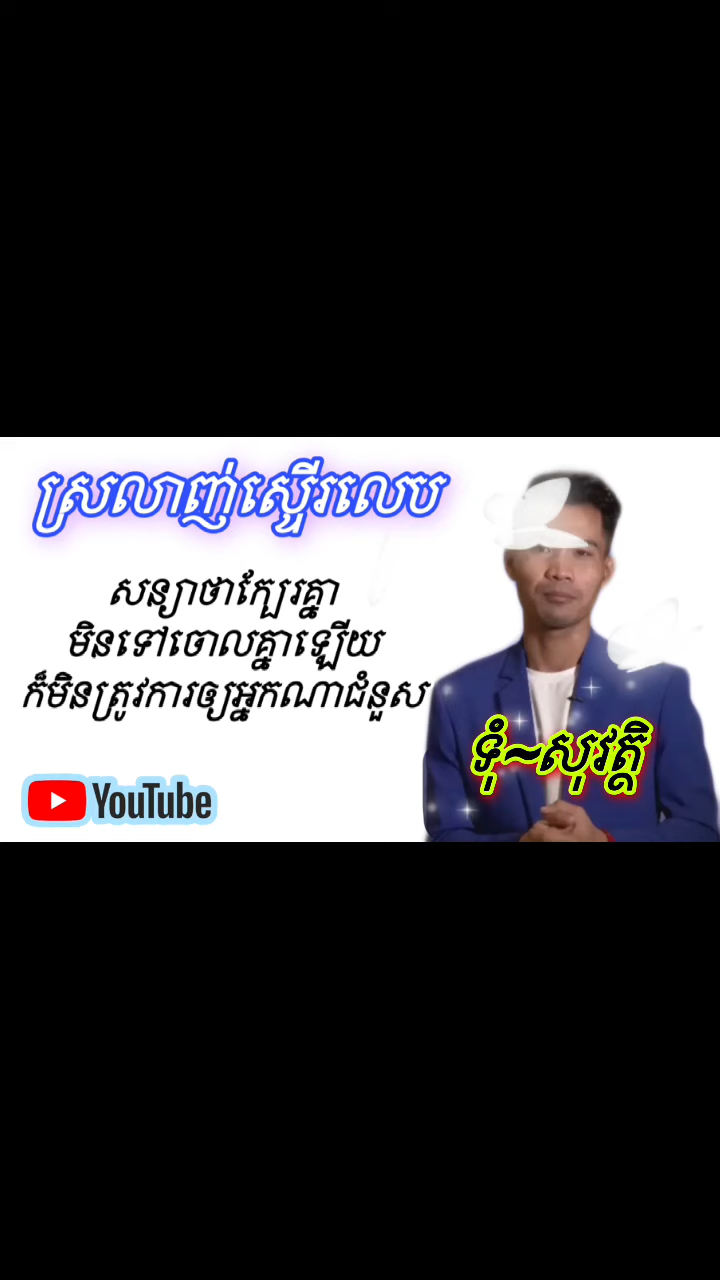 ស្រលាញ់ស្ទើរលេប
សន្យាថាក្បែរគ្នា
មិនទៅចោលគ្នាឡើយ
ក៏មិនត្រូវការឲ្យអ្នកណាជំនួស
ទុំ~សុវត្តិ
YouTube